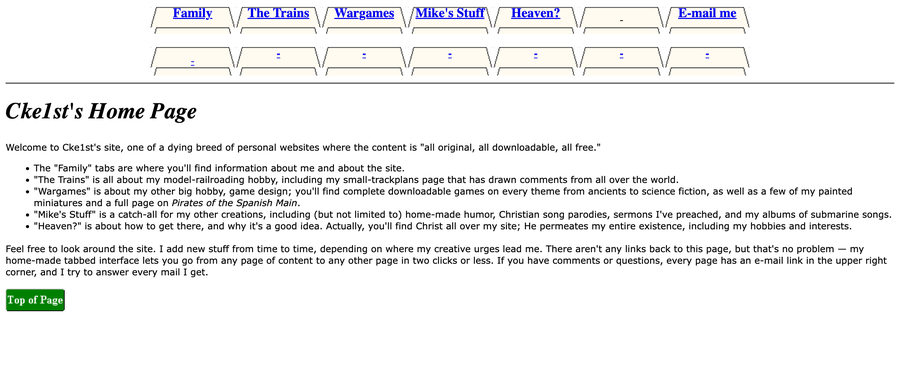 Family The Trains Wargames Mike's Stuff Heaven? - E-mail me
- - - - - - -
Cke1st's Home Page
Welcome to Cke1st's site, one of a dying breed of personal websites where the content is "all original, all downloadable, all free."
• The "Family" tabs are where you'll find information about me and about the site.
• "The Trains" is all about my model-railroading hobby, including my small-trackplans page that has drawn comments from all over the world.
• "Wargames" is about my other big hobby, game design; you'll find complete downloadable games on every theme from ancients to science fiction, as well as a few of my painted
miniatures and a full page on Pirates of the Spanish Main.
• "Mike's Stuff" is a catch-all for my other creations, including (but not limited to) home-made humor, Christian song parodies, sermons I've preached, and my albums of submarine songs.
• "Heaven?" is about how to get there, and why it's a good idea. Actually, you'll find Christ all over my site; He permeates my entire existence, including my hobbies and interests.
Feel free to look around the site. I add new stuff from time to time, depending on where my creative urges lead me. There aren't any links back to this page, but that's no problem — my
home-made tabbed interface lets you go from any page of content to any other page in two clicks or less. If you have comments or questions, every page has an e-mail link in the upper right
corner, and I try to answer every mail I get.
Top of Page